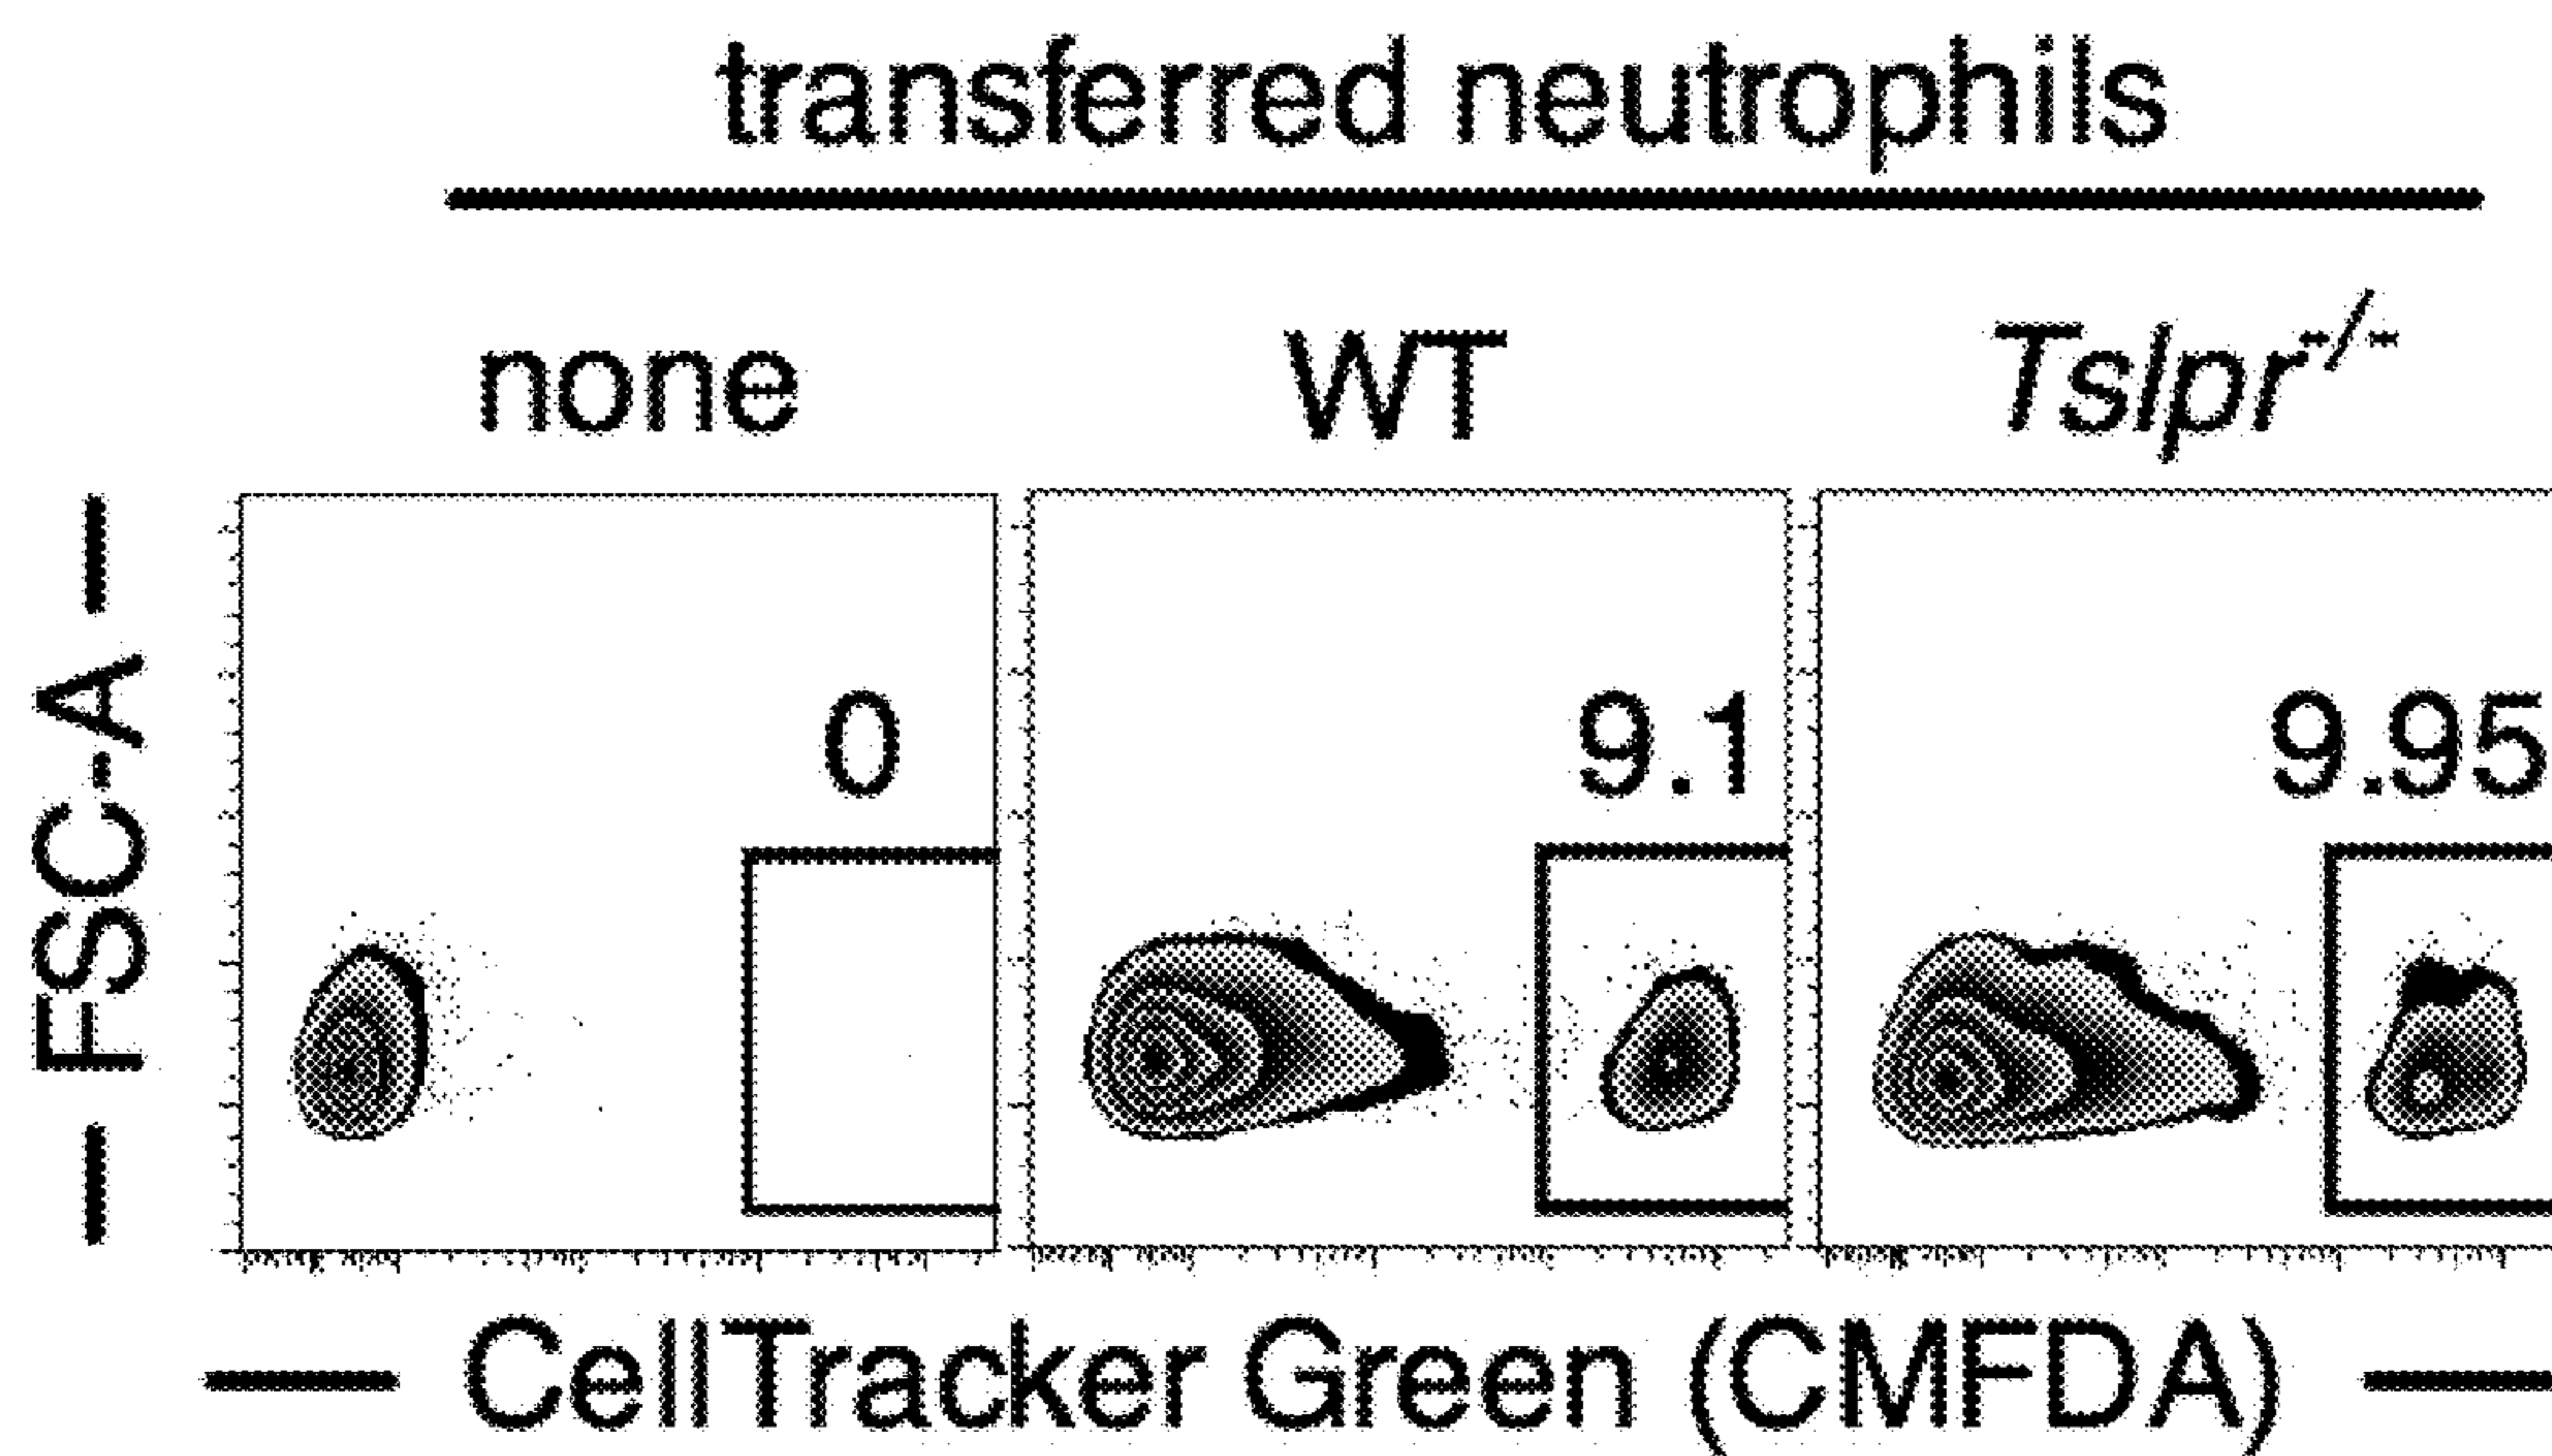 transferred neutrophils
none WT Tslpr-/-
0 9.1 9.95
— FSC-A —
— CellTracker Green (CMFDA) —